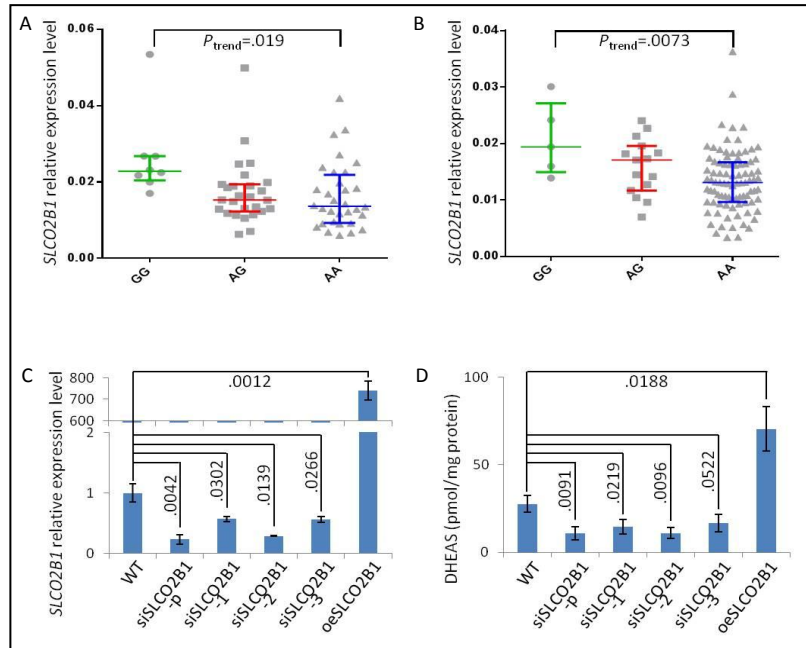 A
SLCO2B1 relative expression level
0.06
0.04
0.02
0.00
Ptrend=.019
GG
AG
AA
B
SLCO2B1 relative expression level
0.04
0.03
0.02
0.01
0.00
Ptrend=.0073
GG
AG
AA
C
SLCO2B1 relative expression level
800
700
600
2
1
0
.0012
.0042
.0302
.0139
.0266
WT
siSLCO2B1
-p
siSLCO2B1
-1
siSLCO2B1
-2
siSLCO2B1
-3
oeSLCO2B1
D
DHEAS (pmol/mg protein)
100
50
0
.0188
.0091
.0219
.0096
.0522
WT
siSLCO2B1
-p
siSLCO2B1
-1
siSLCO2B1
-2
siSLCO2B1
-3
oeSLCO2B1